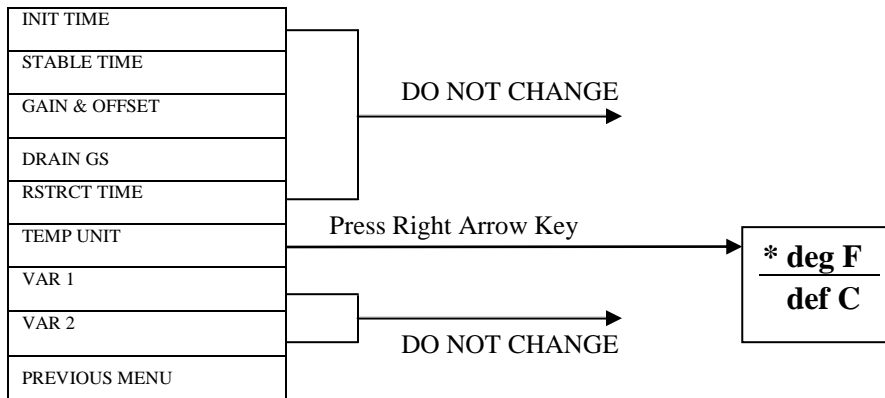 INIT TIME
STABLE TIME
GAIN & OFFSET
DRAIN GS
RSTRCT TIME
TEMP UNIT
VAR 1
VAR 2
PREVIOUS MENU
DO NOT CHANGE
Press Right Arrow Key
* deg F
def C
DO NOT CHANGE